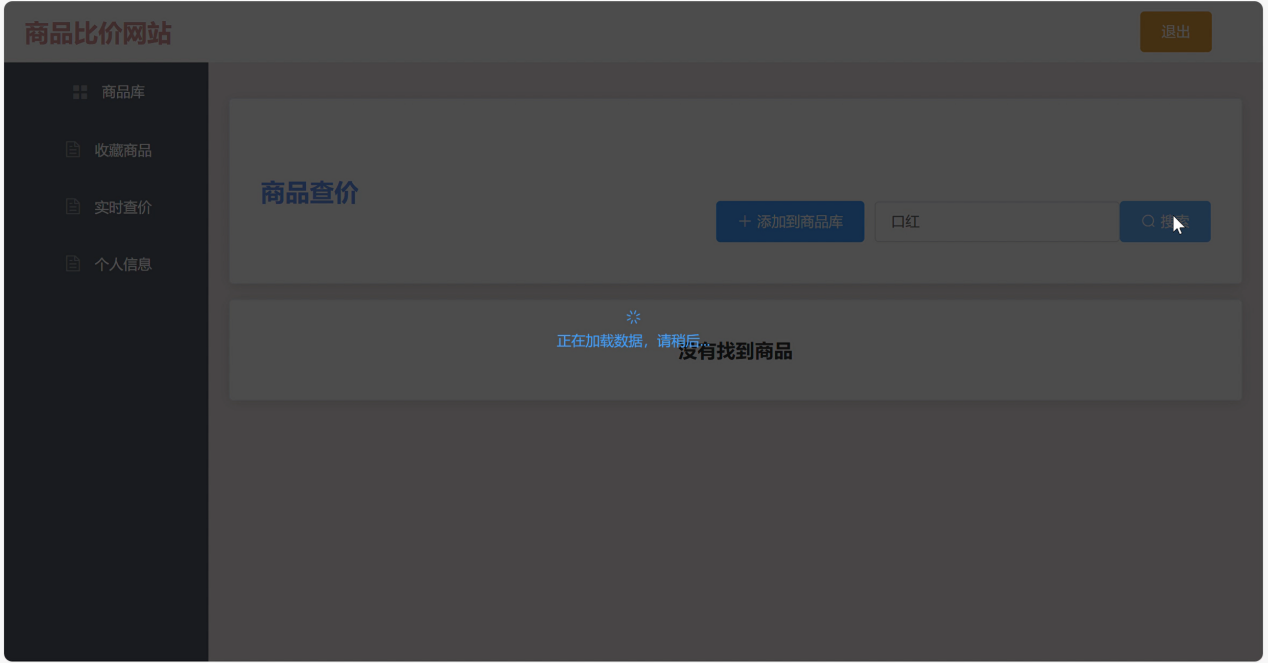 商品比价网站
退出
商品库
收藏商品
实时查价
个人信息
商品查价
添加到商品库
口红
搜索
正在加载数据，请稍后...
没有找到商品